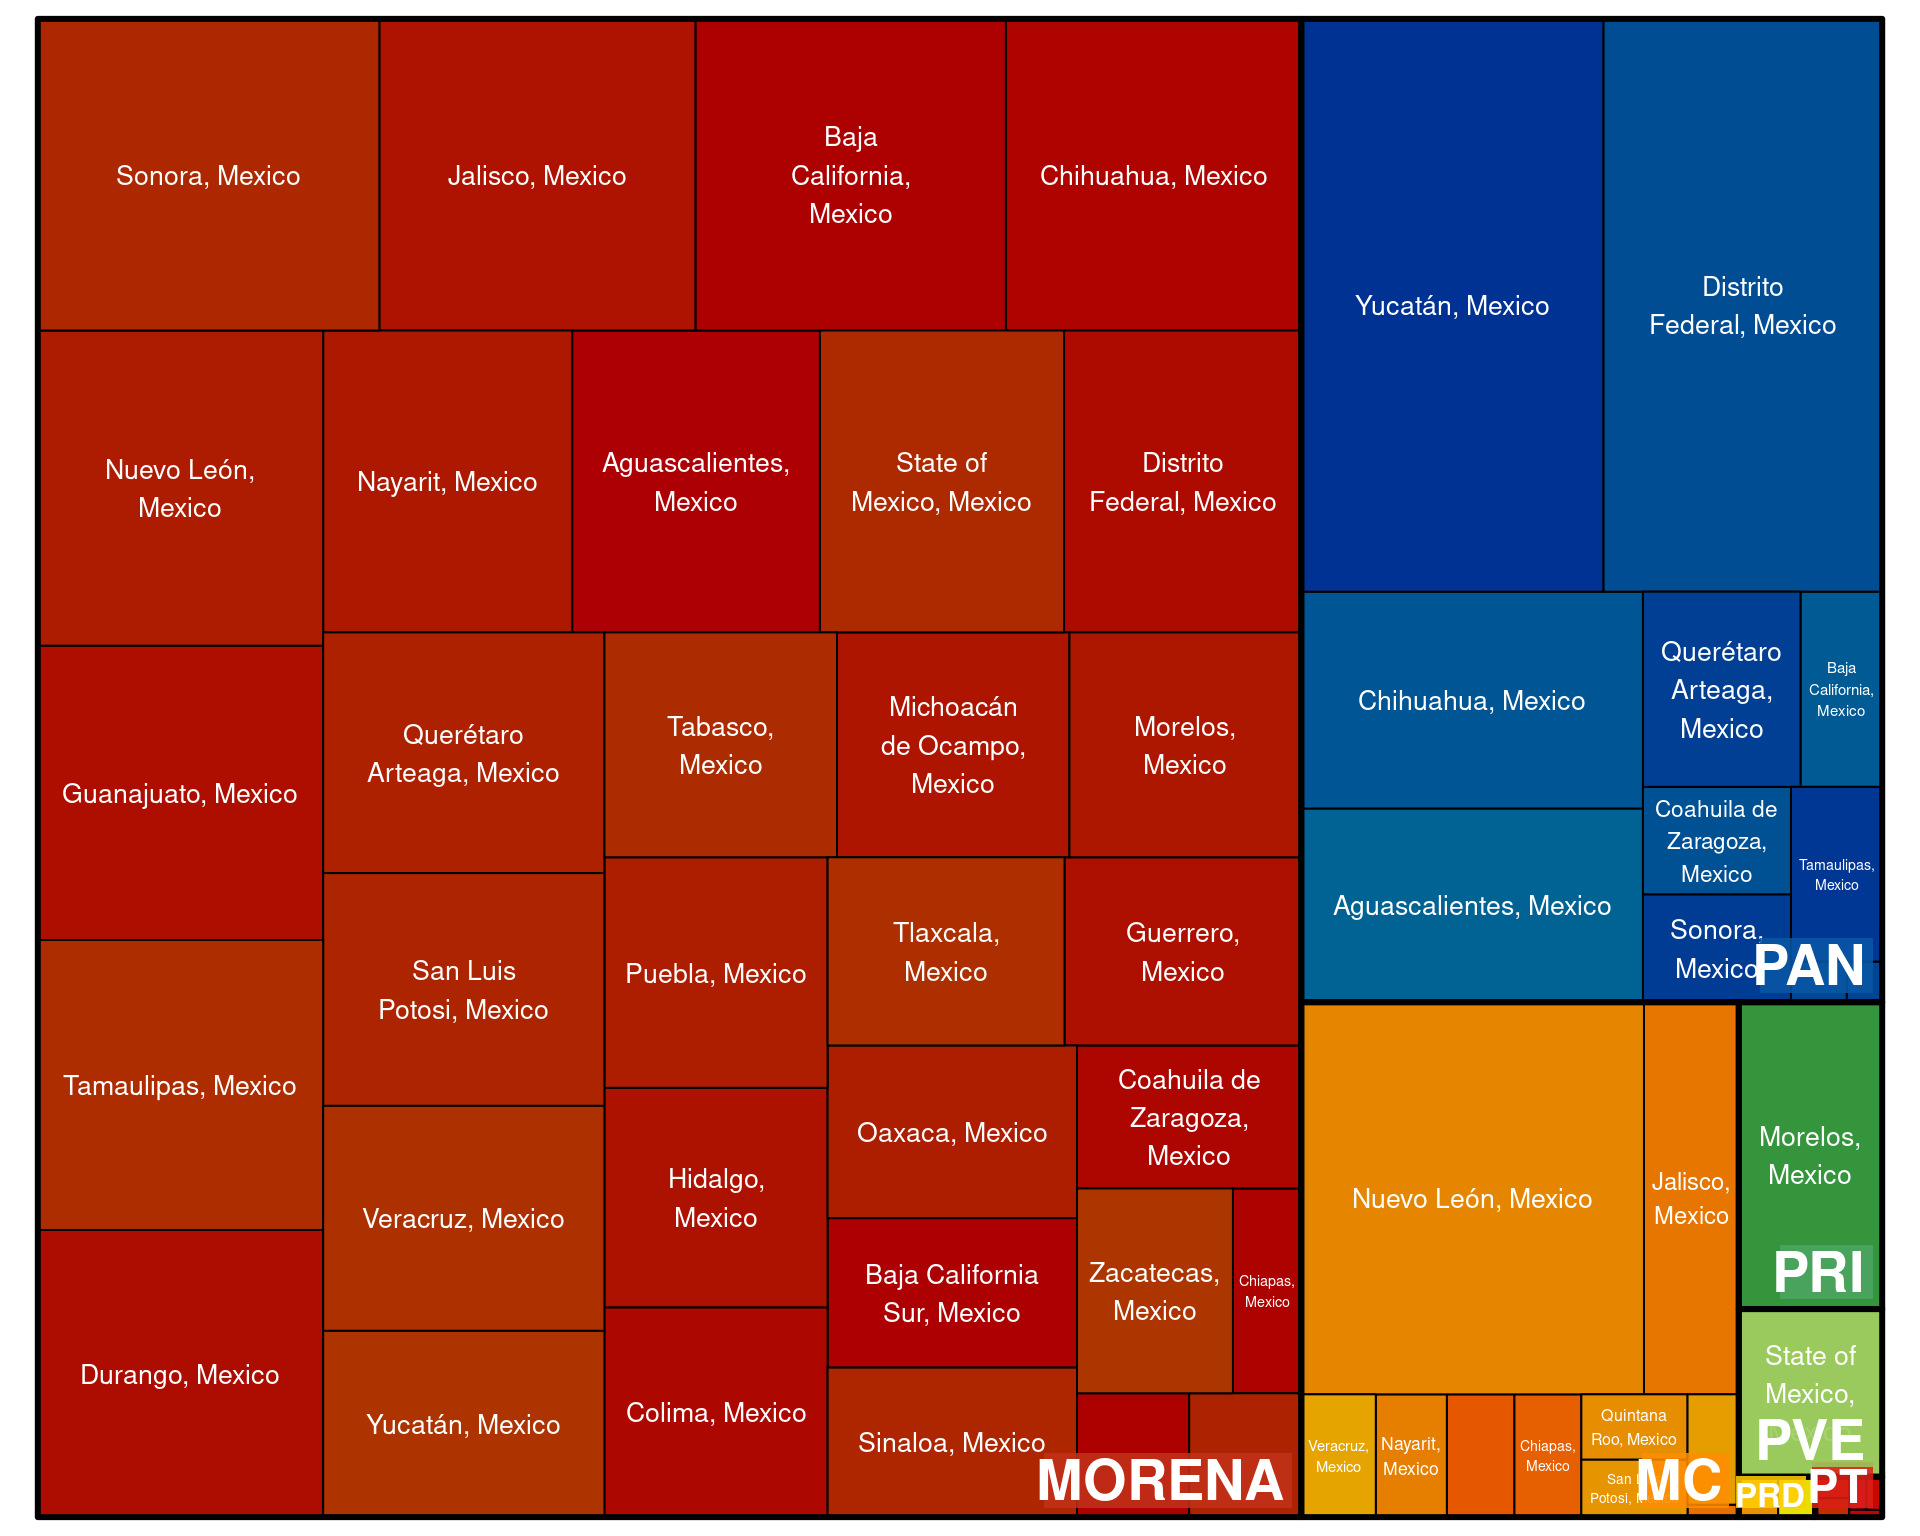 Sonora, Mexico
Jalisco, Mexico
Baja
California,
Mexico
Chihuahua, Mexico
Nuevo León,
Mexico
Nayarit, Mexico
Aguascalientes,
Mexico
State of
Mexico, Mexico
Distrito
Federal, Mexico
Guanajuato, Mexico
Querétaro
Arteaga, Mexico
Tabasco,
Mexico
Michoacán
de Ocampo,
Mexico
Morelos,
Mexico
Tamaulipas, Mexico
San Luis
Potosi, Mexico
Puebla, Mexico
Tlaxcala,
Mexico
Guerrero,
Mexico
Durango, Mexico
Veracruz, Mexico
Yucatán, Mexico
Hidalgo,
Mexico
Colima, Mexico
Oaxaca, Mexico
Coahuila de
Zaragoza,
Mexico
Baja California
Sur, Mexico
Zacatecas,
Mexico
Chiapas,
Mexico
Sinaloa, Mexico
MORENA
Yucatán, Mexico
Distrito
Federal, Mexico
Chihuahua, Mexico
Querétaro
Arteaga,
Mexico
Baja
California,
Mexico
Aguascalientes, Mexico
Coahuila de
Zaragoza,
Mexico
Tamaulipas,
Mexico
Sonora,
Mexico
PAN
Nuevo León, Mexico
Jalisco,
Mexico
Veracruz,
Mexico
Nayarit,
Mexico
Chiapas,
Mexico
Quintana
Roo, Mexico
San
Potosi,
MC
Morelos,
Mexico
PRI
State of
Mexico,
PVE
PRD
PT